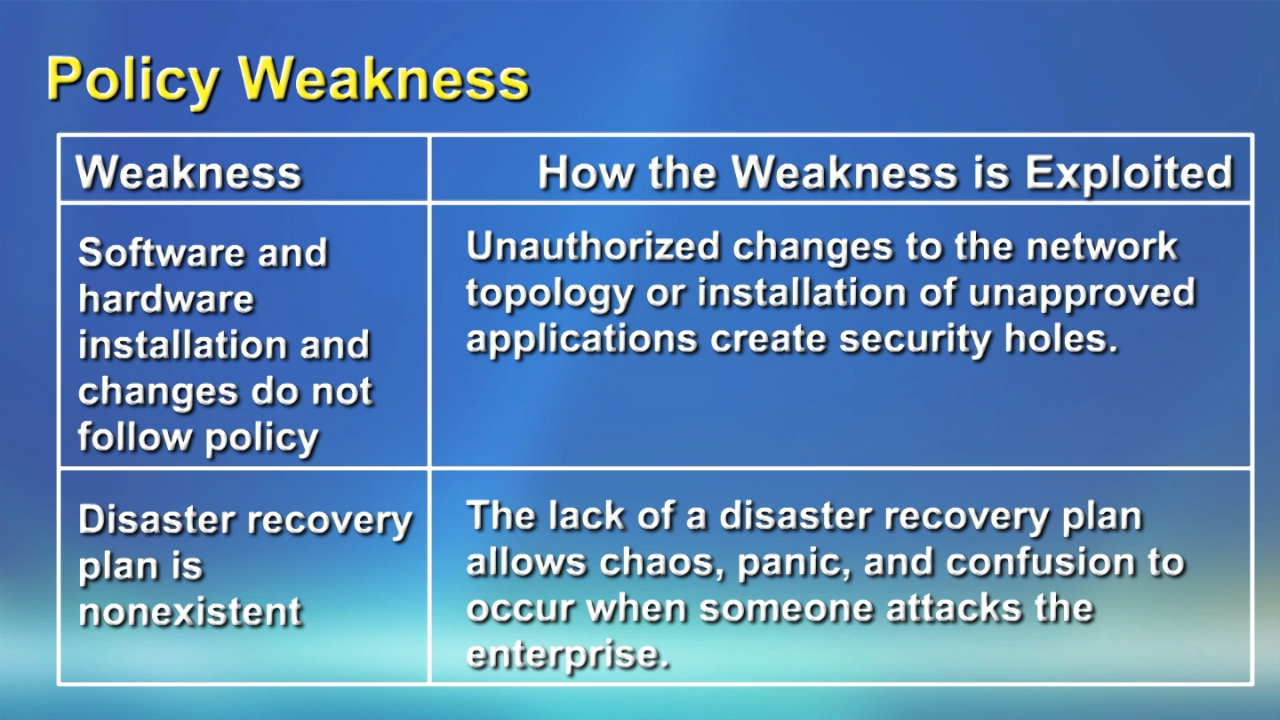 Policy Weakness
Weakness
How the Weakness is Exploited
Software and
hardware
installation and
changes do not
follow policy
Unauthorized changes to the network
topology or installation of unapproved
applications create security holes.
Disaster recovery
plan is
nonexistent
The lack of a disaster recovery plan
allows chaos, panic, and confusion to
occur when someone attacks the
enterprise.